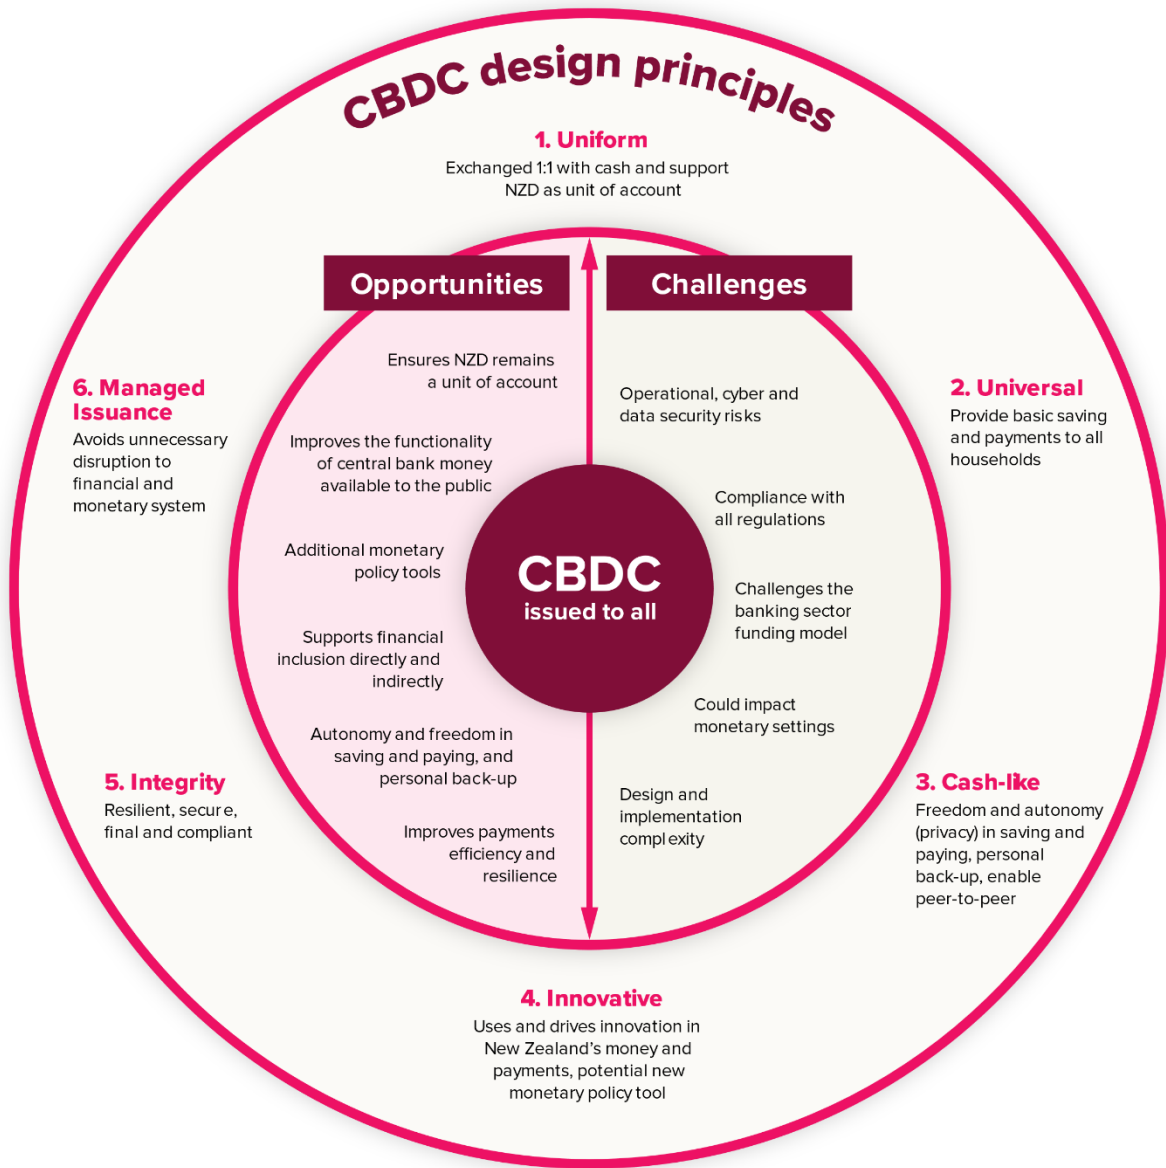 CBDC design principles
1. Uniform
Exchanged 1:1 with cash and support
NZD as unit of account
Opportunities
Ensures NZD remains
a unit of account
Improves the functionality
of central bank money
available to the public
Additional monetary
policy tools
Supports financial
inclusion directly and
indirectly
Autonomy and freedom in
saving and paying, and
personal back-up
Improves payments
efficiency and
resilience
Challenges
Operational, cyber and
data security risks
Compliance with
all regulations
Challenges the
banking sector
funding model
Could impact
monetary settings
Design and
implementation
complexity
CBDC
issued to all
2. Universal
Provide basic saving
and payments to all
households
3. Cash-like
Freedom and autonomy
(privacy) in saving and
paying, personal
back-up, enable
peer-to-peer
4. Innovative
Uses and drives innovation in
New Zealand's money and
payments, potential new
monetary policy tool
5. Integrity
Resilient, secure,
final and compliant
6. Managed
Issuance
Avoids unnecessary
disruption to
financial and
monetary system